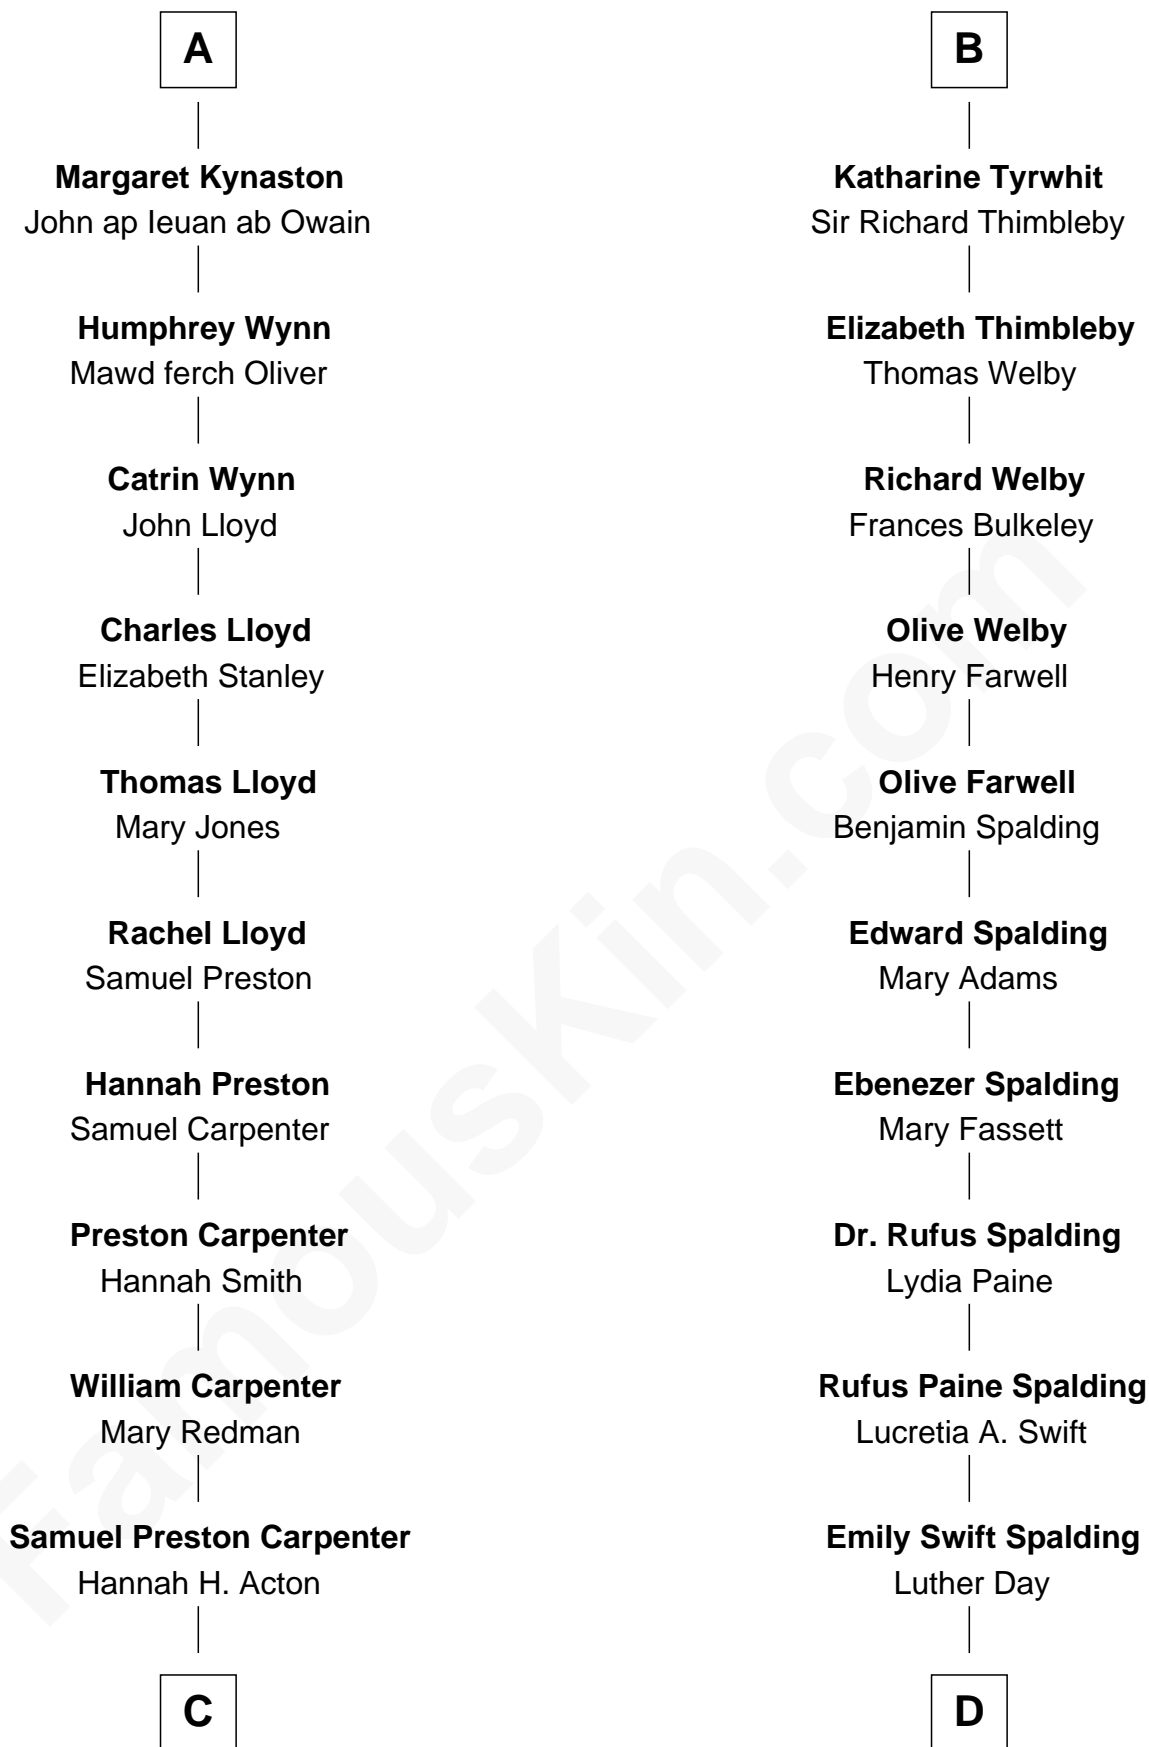 A
Margaret Kynaston
John ap Ieuan ab Owain
Humphrey Wynn
Mawd ferch Oliver
Catrin Wynn
John Lloyd
Charles Lloyd
Elizabeth Stanley
Thomas Lloyd
Mary Jones
Rachel Lloyd
Samuel Preston
Hannah Preston
Samuel Carpenter
Preston Carpenter
Hannah Smith
William Carpenter
Mary Redman
Samuel Preston Carpenter
Hannah H. Acton
C
B
Katharine Tyrwhit
Sir Richard Thimbleby
Elizabeth Thimbleby
Thomas Welby
Richard Welby
Frances Bulkeley
Olive Welby
Henry Farwell
Olive Farwell
Benjamin Spalding
Edward Spalding
Mary Adams
Ebenezer Spalding
Mary Fassett
Dr. Rufus Spalding
Lydia Paine
Rufus Paine Spalding
Lucretia A. Swift
Emily Swift Spalding
Luther Day
D
FamousKin.com